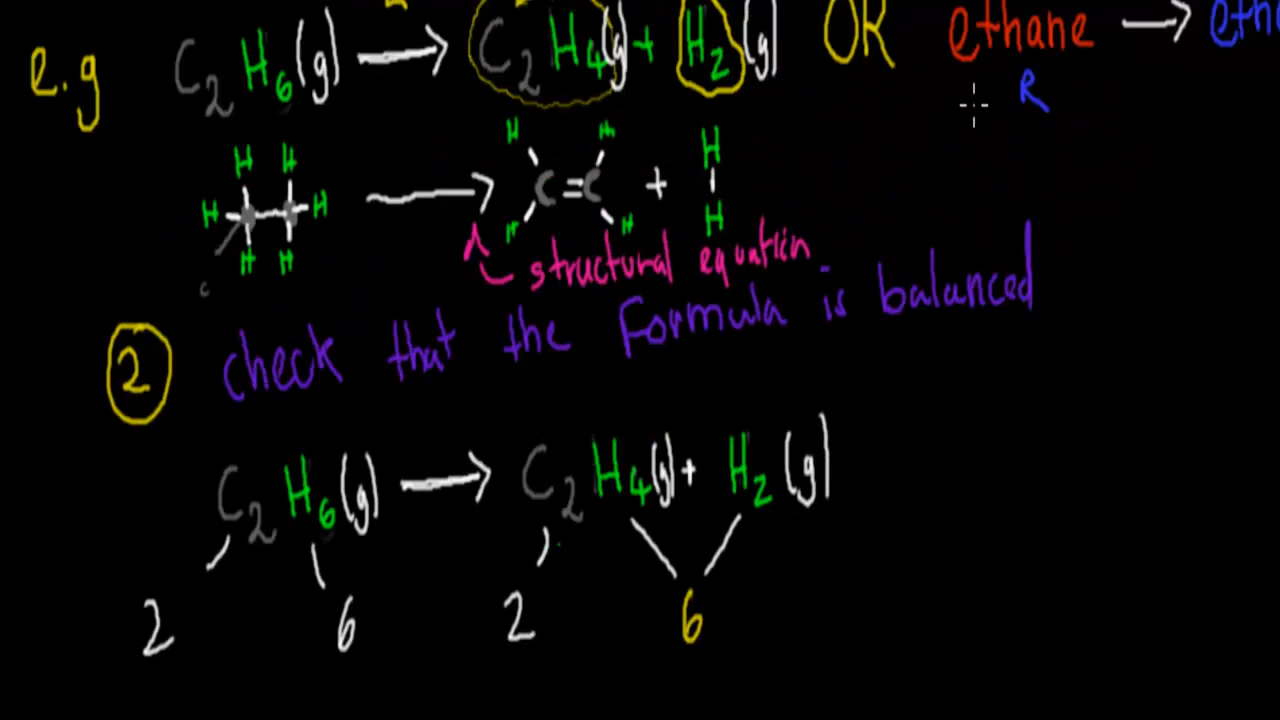 e.g C₂H₆(g) → C₂H₄(g) + H₂(g) OR ethane → eth
R
H H H H
H H C = C + H
H H H H H
structural equation
2 check that the Formula is balanced
C₂H₆(g) → C₂H₄(g) + H₂(g)
2 6 2 6